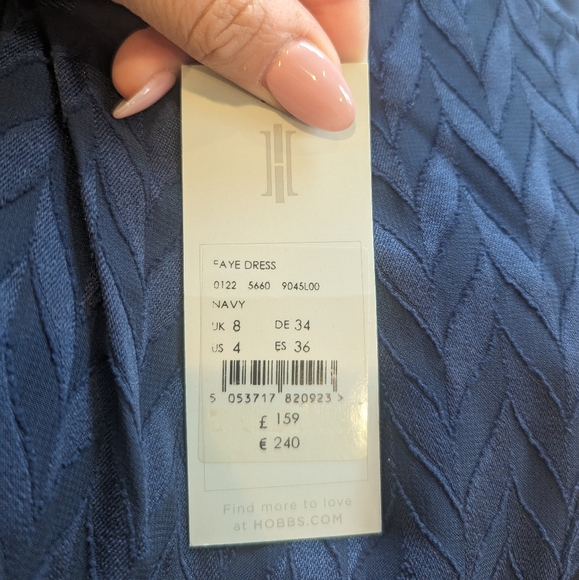 FAYE DRESS
0122 5660 9045L00
NAVY
UK 8 DE 34
US 4 ES 36
5 053717 820923 >
£ 159
€ 240
Find more to love
at HOBBS.COM